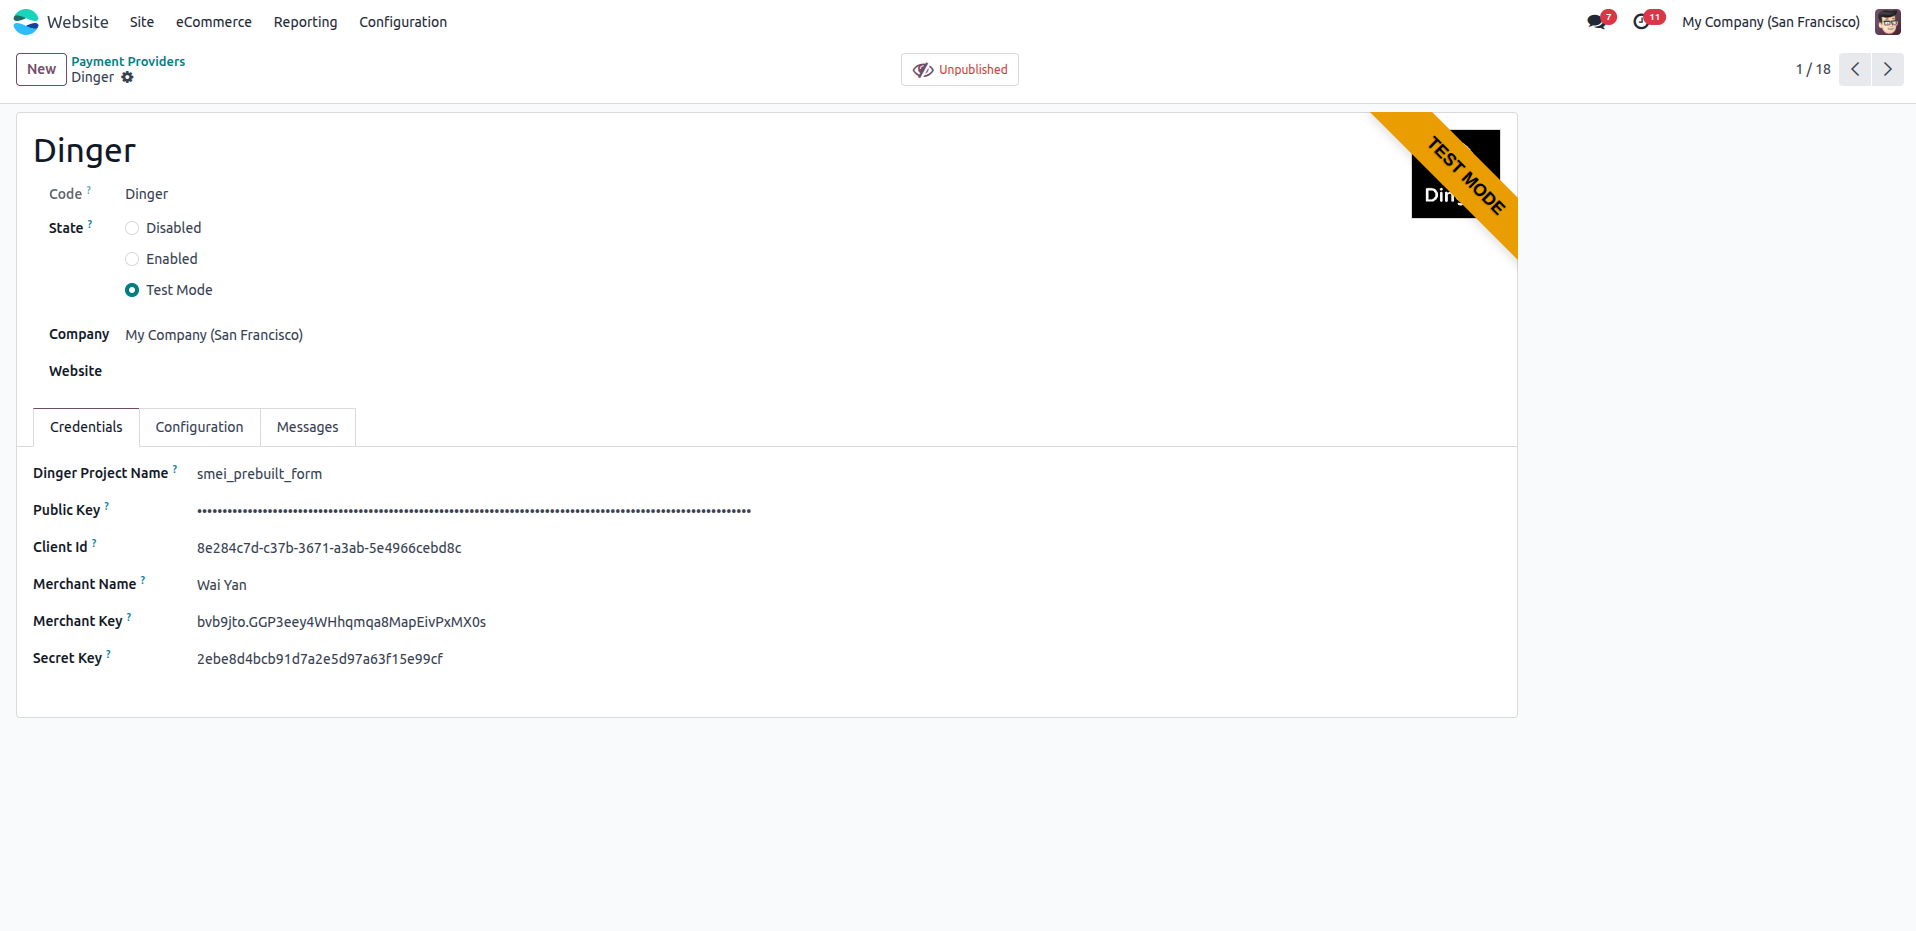 Website Site eCommerce Reporting Configuration 7 11 My Company (San Francisco)
New Payment Providers Unpublished 1 / 18
Dinger
Dinger
TEST MODE
Code ? Dinger
State ? Disabled
Enabled
Test Mode
Company My Company (San Francisco)
Website
Credentials Configuration Messages
Dinger Project Name ? smei_prebuilt_form
Public Key ?
Client Id ? 8e284c7d-c37b-3671-a3ab-5e4966cebd8c
Merchant Name ? Wai Yan
Merchant Key ? bvb9jto.GGP3eey4WHhqmqa8MapEivPxMX0s
Secret Key ? 2ebe8d4bcb91d7a2e5d97a63f15e99cf